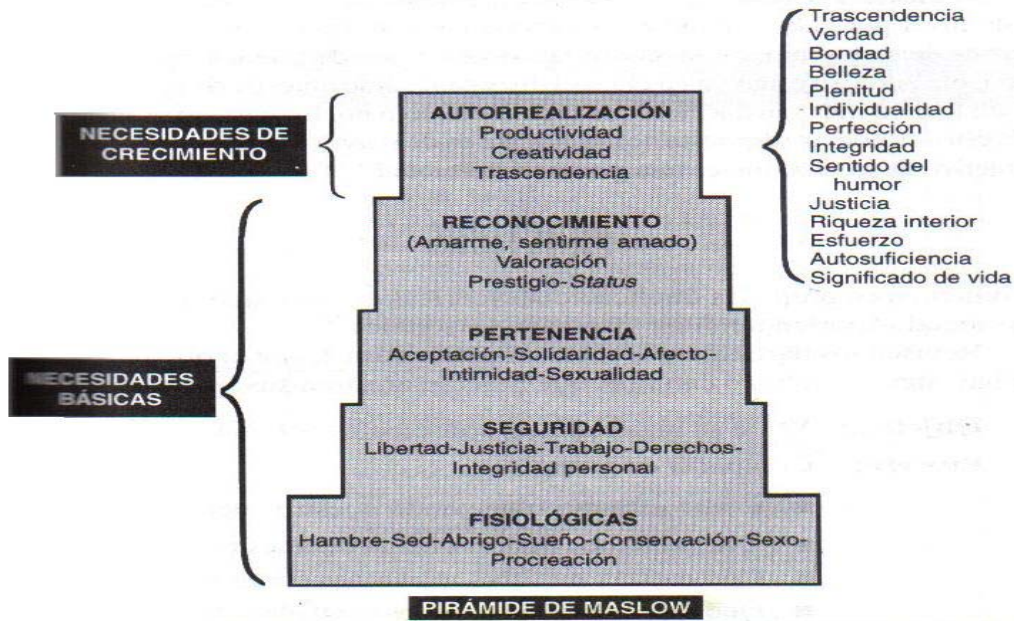 NECESIDADES DE
CRECIMIENTO
AUTORREALIZACIÓN
Productividad
Creatividad
Trascendencia
Trascendencia
Verdad
Bondad
Belleza
Plenitud
Individualidad
Perfección
Integridad
Sentido del
humor
Justicia
Riqueza interior
Esfuerzo
Autosuficiencia
Significado de vida
NECESIDADES
BÁSICAS
RECONOCIMIENTO
(Amarme, sentirme amado)
Valoración
Prestigio-Status
PERTENENCIA
Aceptación-Solidaridad-Afecto-
Intimidad-Sexualidad
SEGURIDAD
Libertad-Justicia-Trabajo-Derechos-
Integridad personal
FISIOLÓGICAS
Hambre-Sed-Abrigo-Sueño-Conservación-Sexo-
Procreación
PIRÁMIDE DE MASLOW